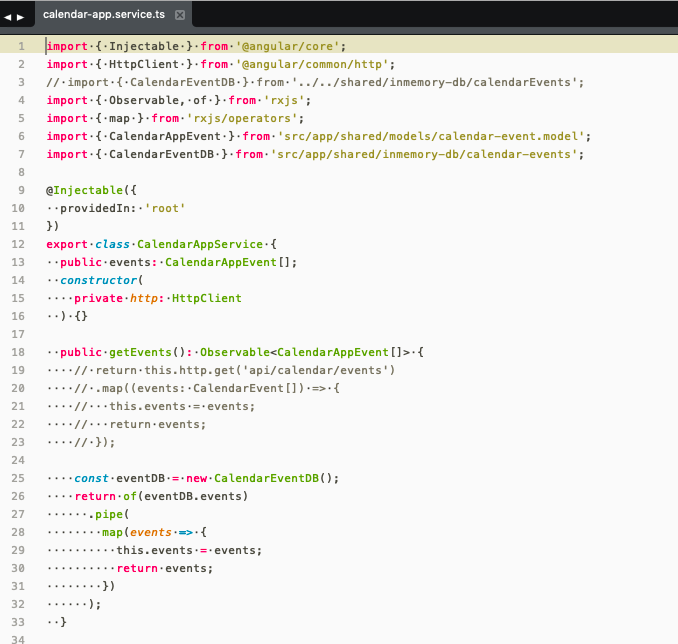 calendar-app.service.ts
1 import { Injectable } from '@angular/core';
2 import { HttpClient } from '@angular/common/http';
3 // import { CalendarEventDB } from '../../shared/inmemory-db/calendarEvents';
4 import { Observable, of } from 'rxjs';
5 import { map } from 'rxjs/operators';
6 import { CalendarAppEvent } from 'src/app/shared/models/calendar-event.model';
7 import { CalendarEventDB } from 'src/app/shared/inmemory-db/calendar-events';
8
9 @Injectable({
10   providedIn: 'root'
11 })
12 export class CalendarAppService {
13   public events: CalendarAppEvent[];
14   constructor(
15     private http: HttpClient
16   ) {}
17
18   public getEvents(): Observable<CalendarAppEvent[]> {
19     // return this.http.get('api/calendar/events')
20     // .map((events: CalendarEvent[]) => {
21     //   this.events = events;
22     //   return events;
23     // });
24
25     const eventDB = new CalendarEventDB();
26     return of(eventDB.events)
27       .pipe(
28         map(events => {
29           this.events = events;
30           return events;
31         })
32       );
33   }
34